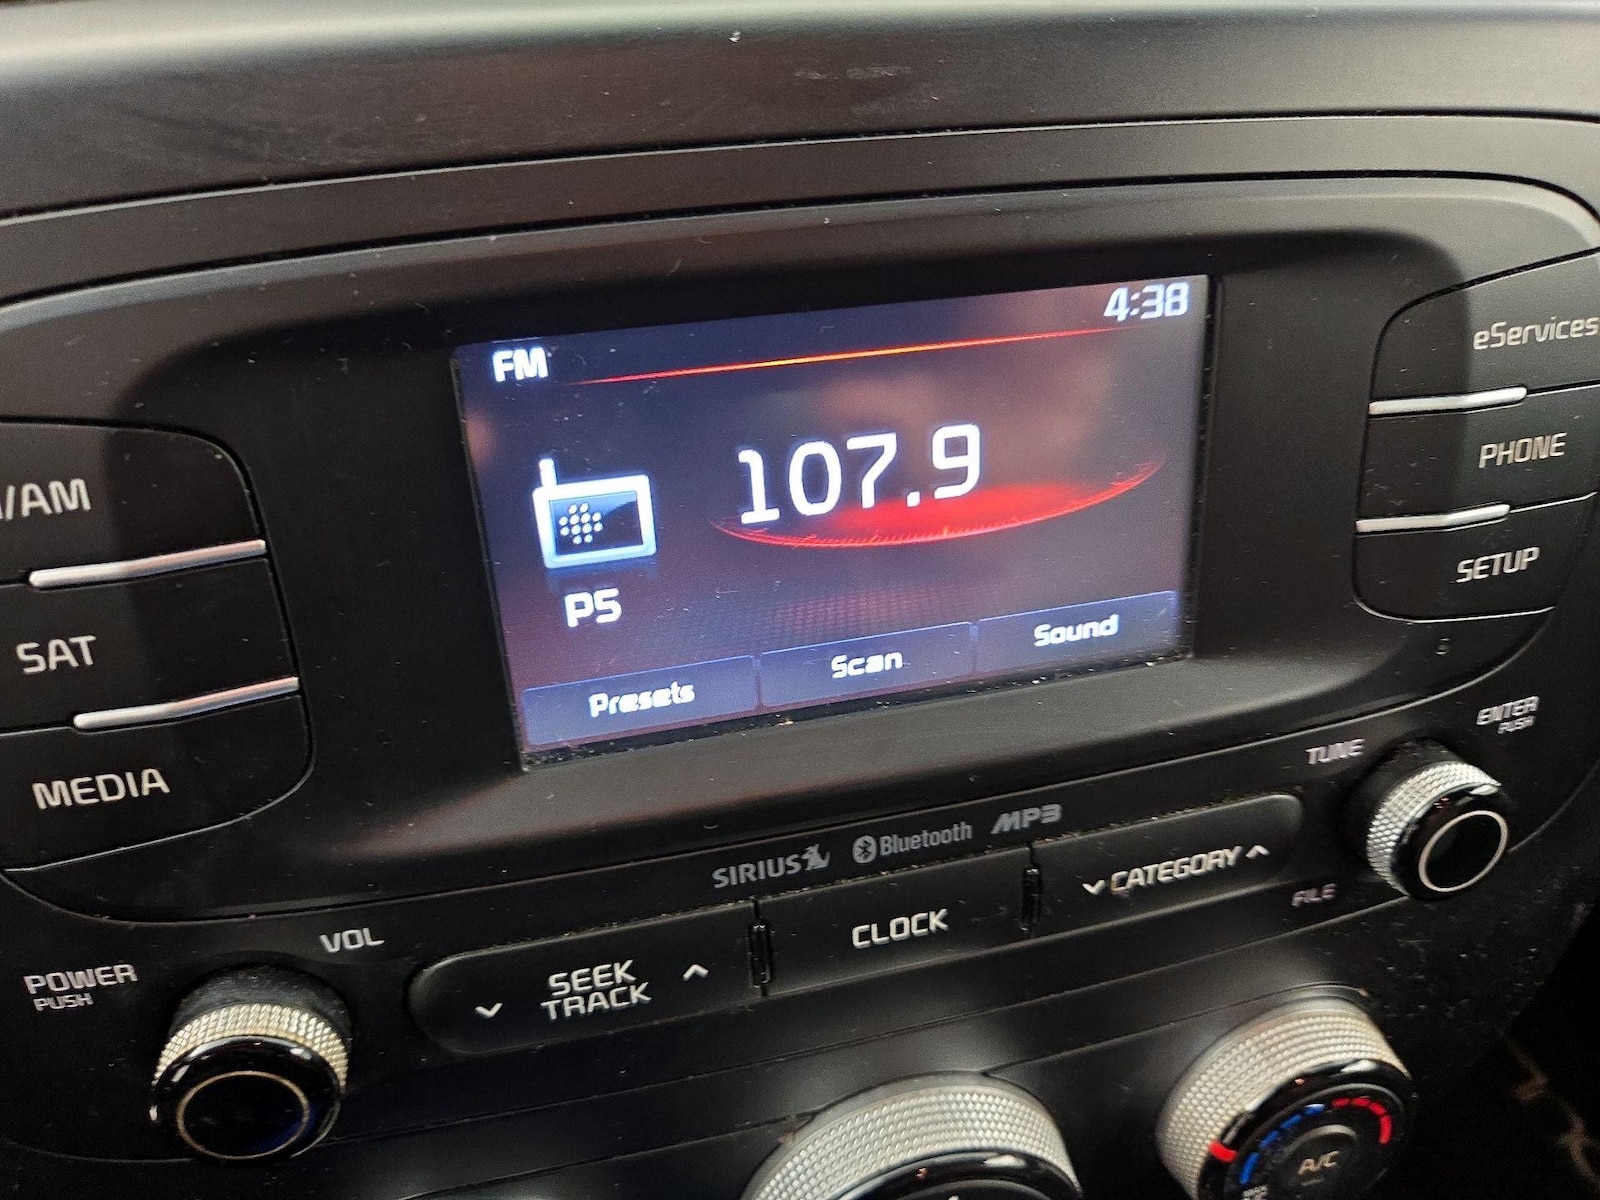 4:38
FM
107.9
P5
Presets
Scan
Sound
/AM
SAT
MEDIA
eServices
PHONE
SETUP
SIRIUS
Bluetooth
MP3
TUNE
ENTER
PUSH
FILE
POWER
PUSH
VOL
SEEK
TRACK
CLOCK
CATEGORY
A/C